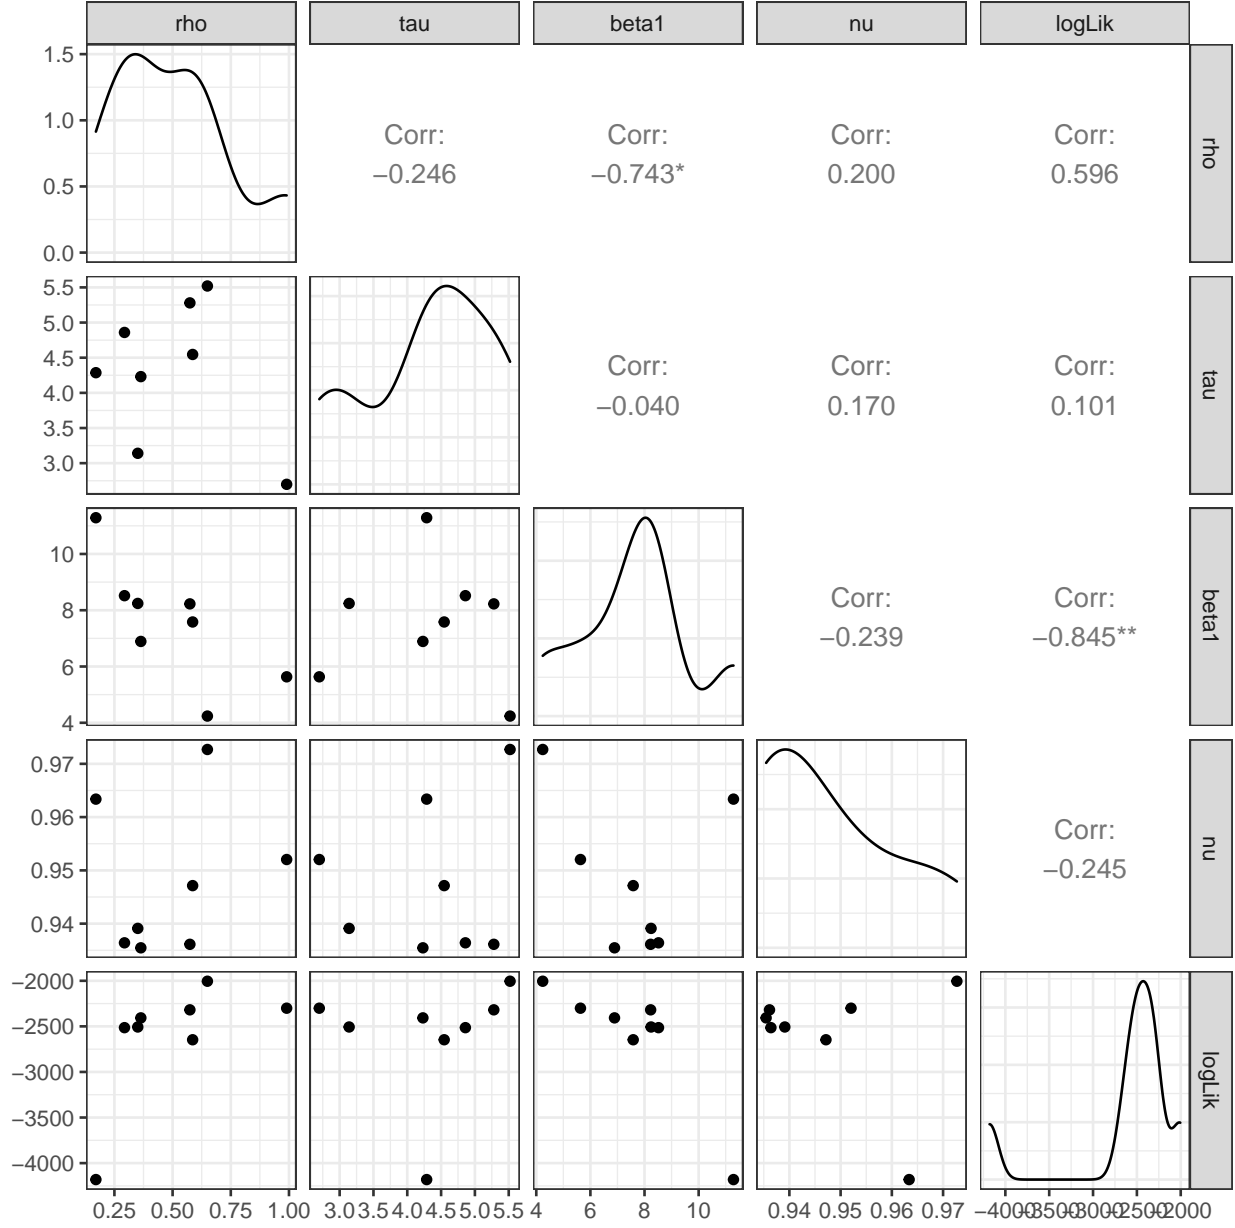 rho tau beta1 nu logLik
1.5
1.0
0.5
0.0
Corr:
−0.246
Corr:
−0.743*
Corr:
0.200
Corr:
0.596
rho
5.5
5.0
4.5
4.0
3.5
3.0
Corr:
−0.040
Corr:
0.170
Corr:
0.101
tau
10
8
6
4
Corr:
−0.239
Corr:
−0.845**
beta1
0.97
0.96
0.95
0.94
Corr:
−0.245
nu
−2000
−2500
−3000
−3500
−4000
logLik
0.25 0.50 0.75 1.00 3.0 3.5 4.0 4.5 5.0 5.5 4 6 8 10 0.94 0.95 0.96 0.97 −4000 −3500 −3000 −2500 −2000